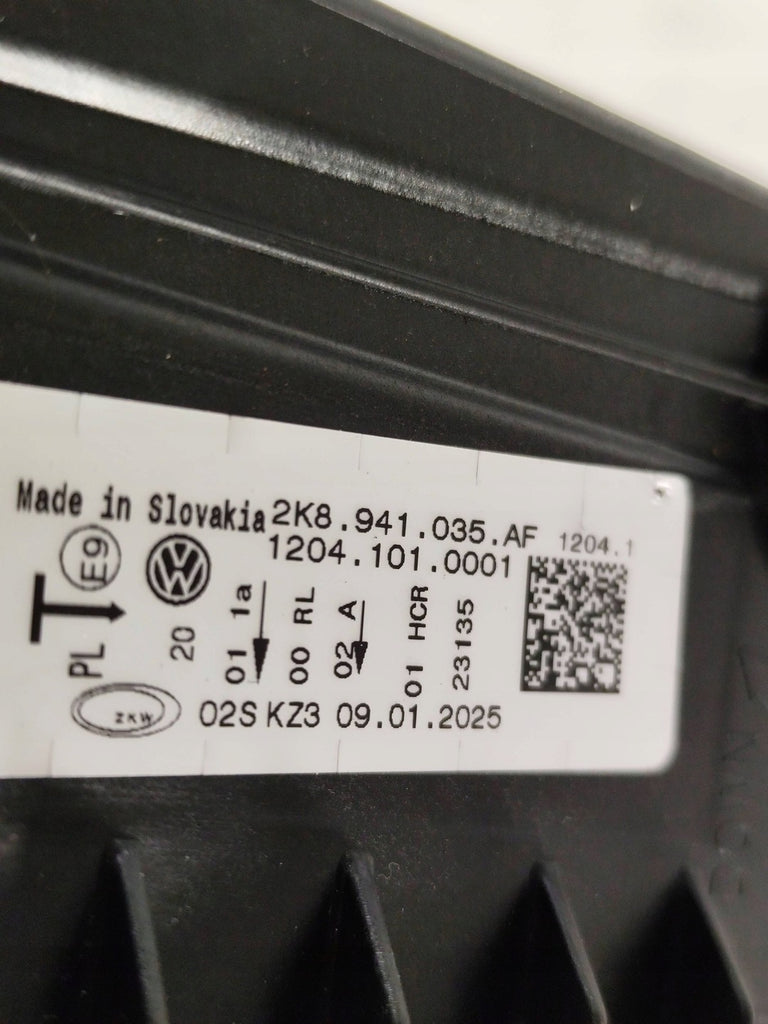 Made in Slovakia 2K8.941.035.AF 1204.1
1204.101.0001
E9
20
01 1a
00 RL
02 A
01 HCR
23135
PL
ZKW
02S KZ3 09.01.2025